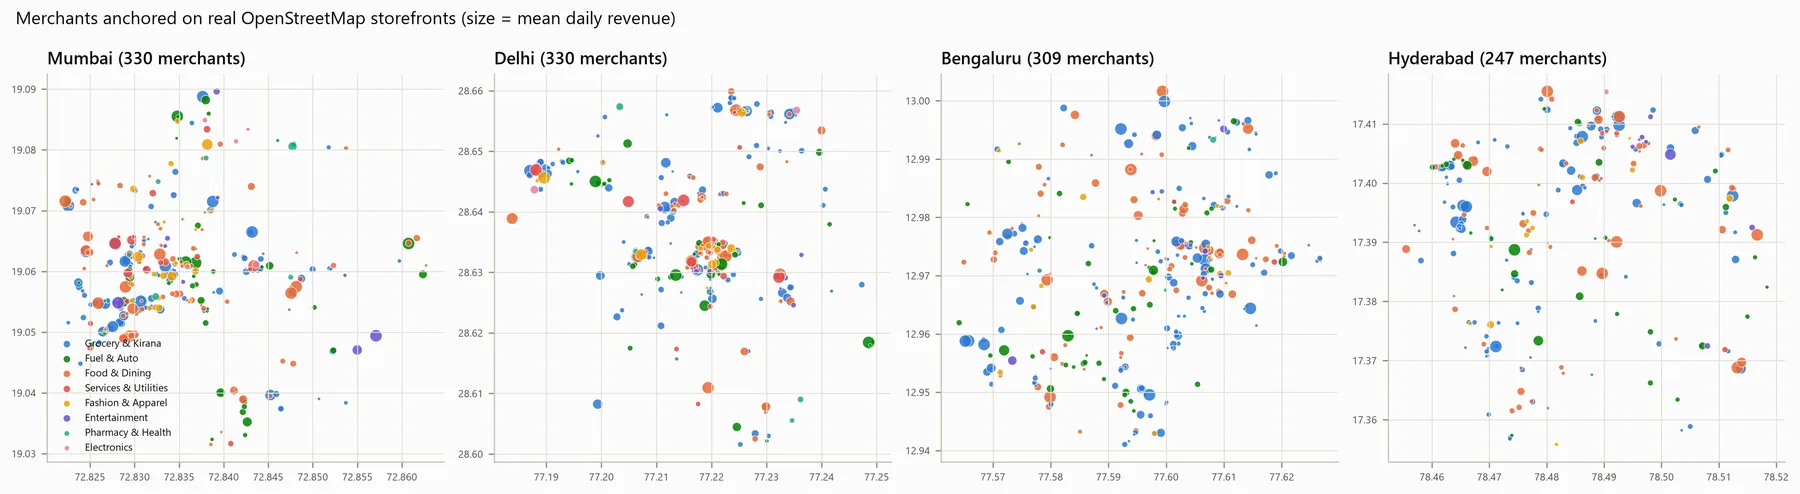 Merchants anchored on real OpenStreetMap storefronts (size = mean daily revenue)
Mumbai (330 merchants)
19.09
19.08
19.07
19.06
19.05
19.04
19.03
72.825 72.830 72.835 72.840 72.845 72.850 72.855 72.860
Grocery & Kirana
Fuel & Auto
Food & Dining
Services & Utilities
Fashion & Apparel
Entertainment
Pharmacy & Health
Electronics
Delhi (330 merchants)
28.66
28.65
28.64
28.63
28.62
28.61
28.60
77.19 77.20 77.21 77.22 77.23 77.24 77.25
Bengaluru (309 merchants)
13.00
12.99
12.98
12.97
12.96
12.95
12.94
77.57 77.58 77.59 77.60 77.61 77.62
Hyderabad (247 merchants)
17.41
17.40
17.39
17.38
17.37
17.36
78.46 78.47 78.48 78.49 78.50 78.51 78.52